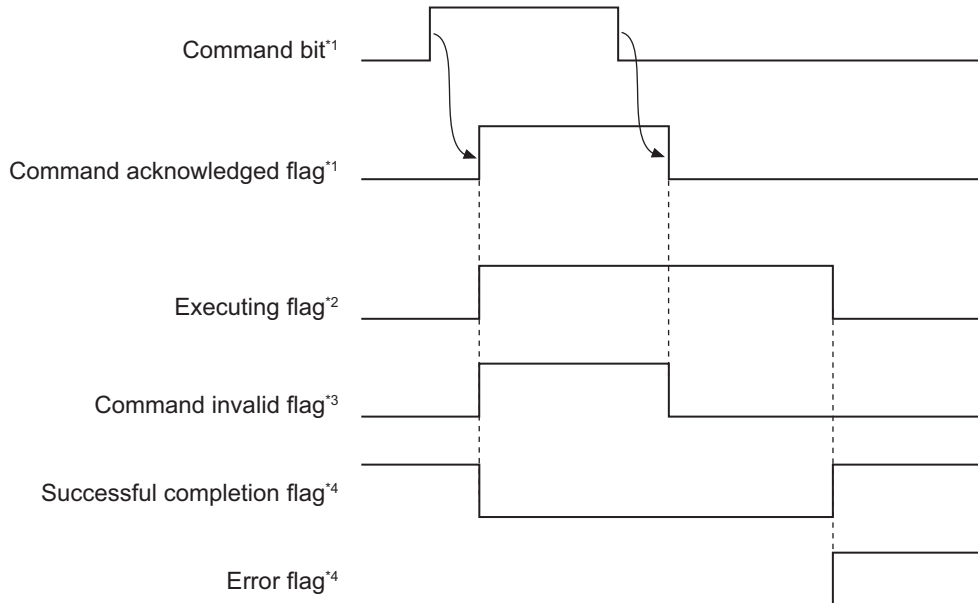 Command bit*1
Command acknowledged flag*1
Executing flag*2
Command invalid flag*3
Successful completion flag*4
Error flag*4